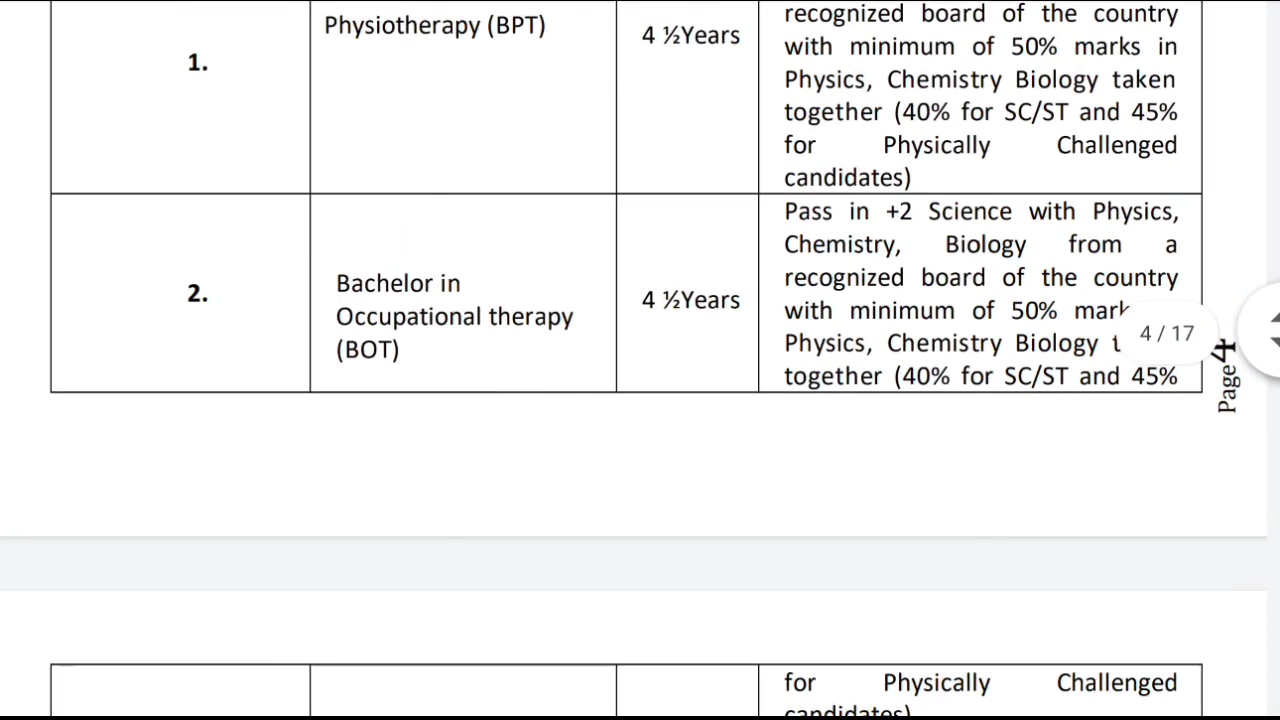 1.
Physiotherapy (BPT)
4 ½Years
recognized board of the country
with minimum of 50% marks in
Physics, Chemistry Biology taken
together (40% for SC/ST and 45%
for Physically Challenged
candidates)
2.
Bachelor in
Occupational therapy
(BOT)
4 ½Years
Pass in +2 Science with Physics,
Chemistry, Biology from a
recognized board of the country
with minimum of 50%
Physics, Chemistry Biology
together (40% for SC/ST and 45%
4 / 17
Page4
for Physically Challenged
candidates)